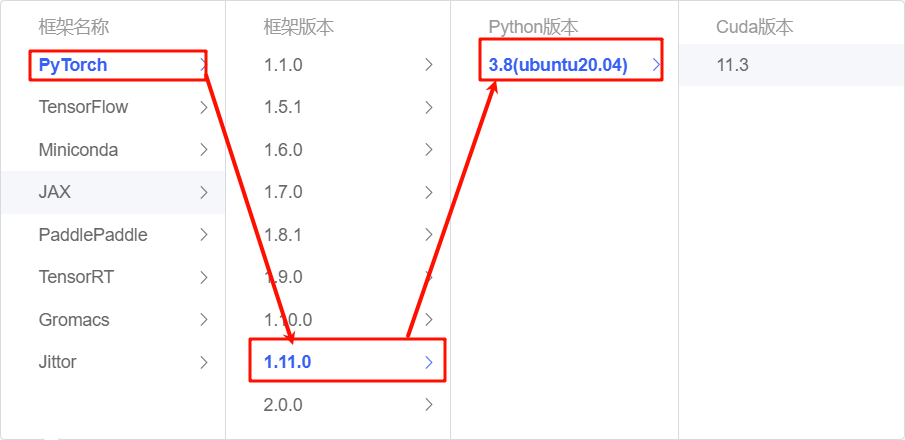 框架名称
PyTorch
TensorFlow
Miniconda
JAX
PaddlePaddle
TensorRT
Gromacs
Jittor
框架版本
1.1.0
1.5.1
1.6.0
1.7.0
1.8.1
1.9.0
1.10.0
1.11.0
2.0.0
Python版本
3.8(ubuntu20.04)
Cuda版本
11.3